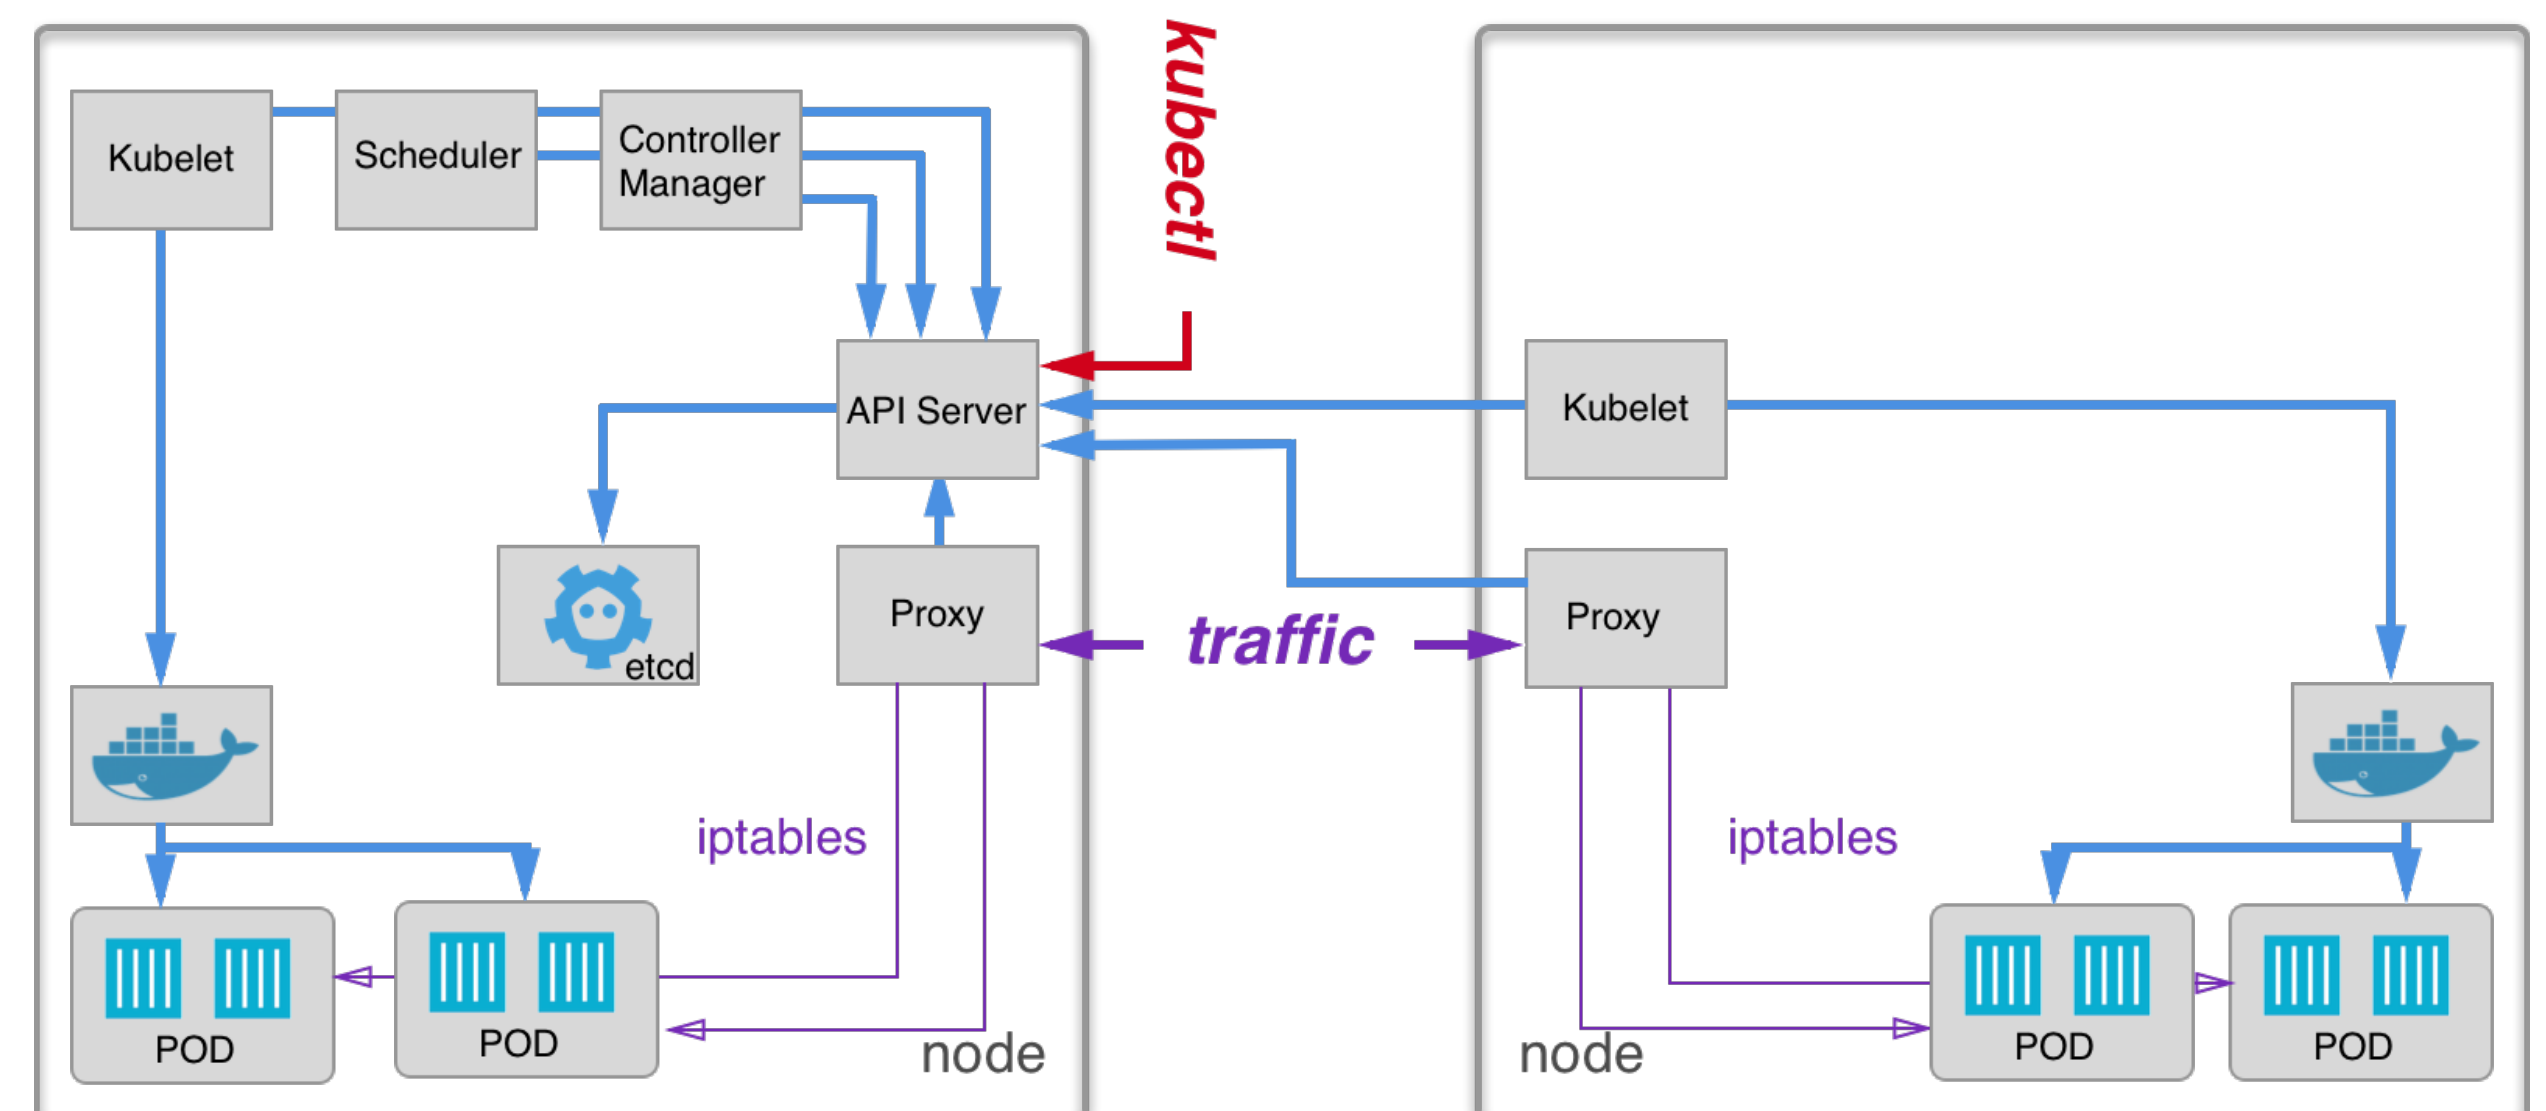 kubectl
Kubelet
Scheduler
Controller
Manager
API Server
Kubelet
etcd
Proxy
traffic
Proxy
iptables
iptables
POD
POD
node
node
POD
POD